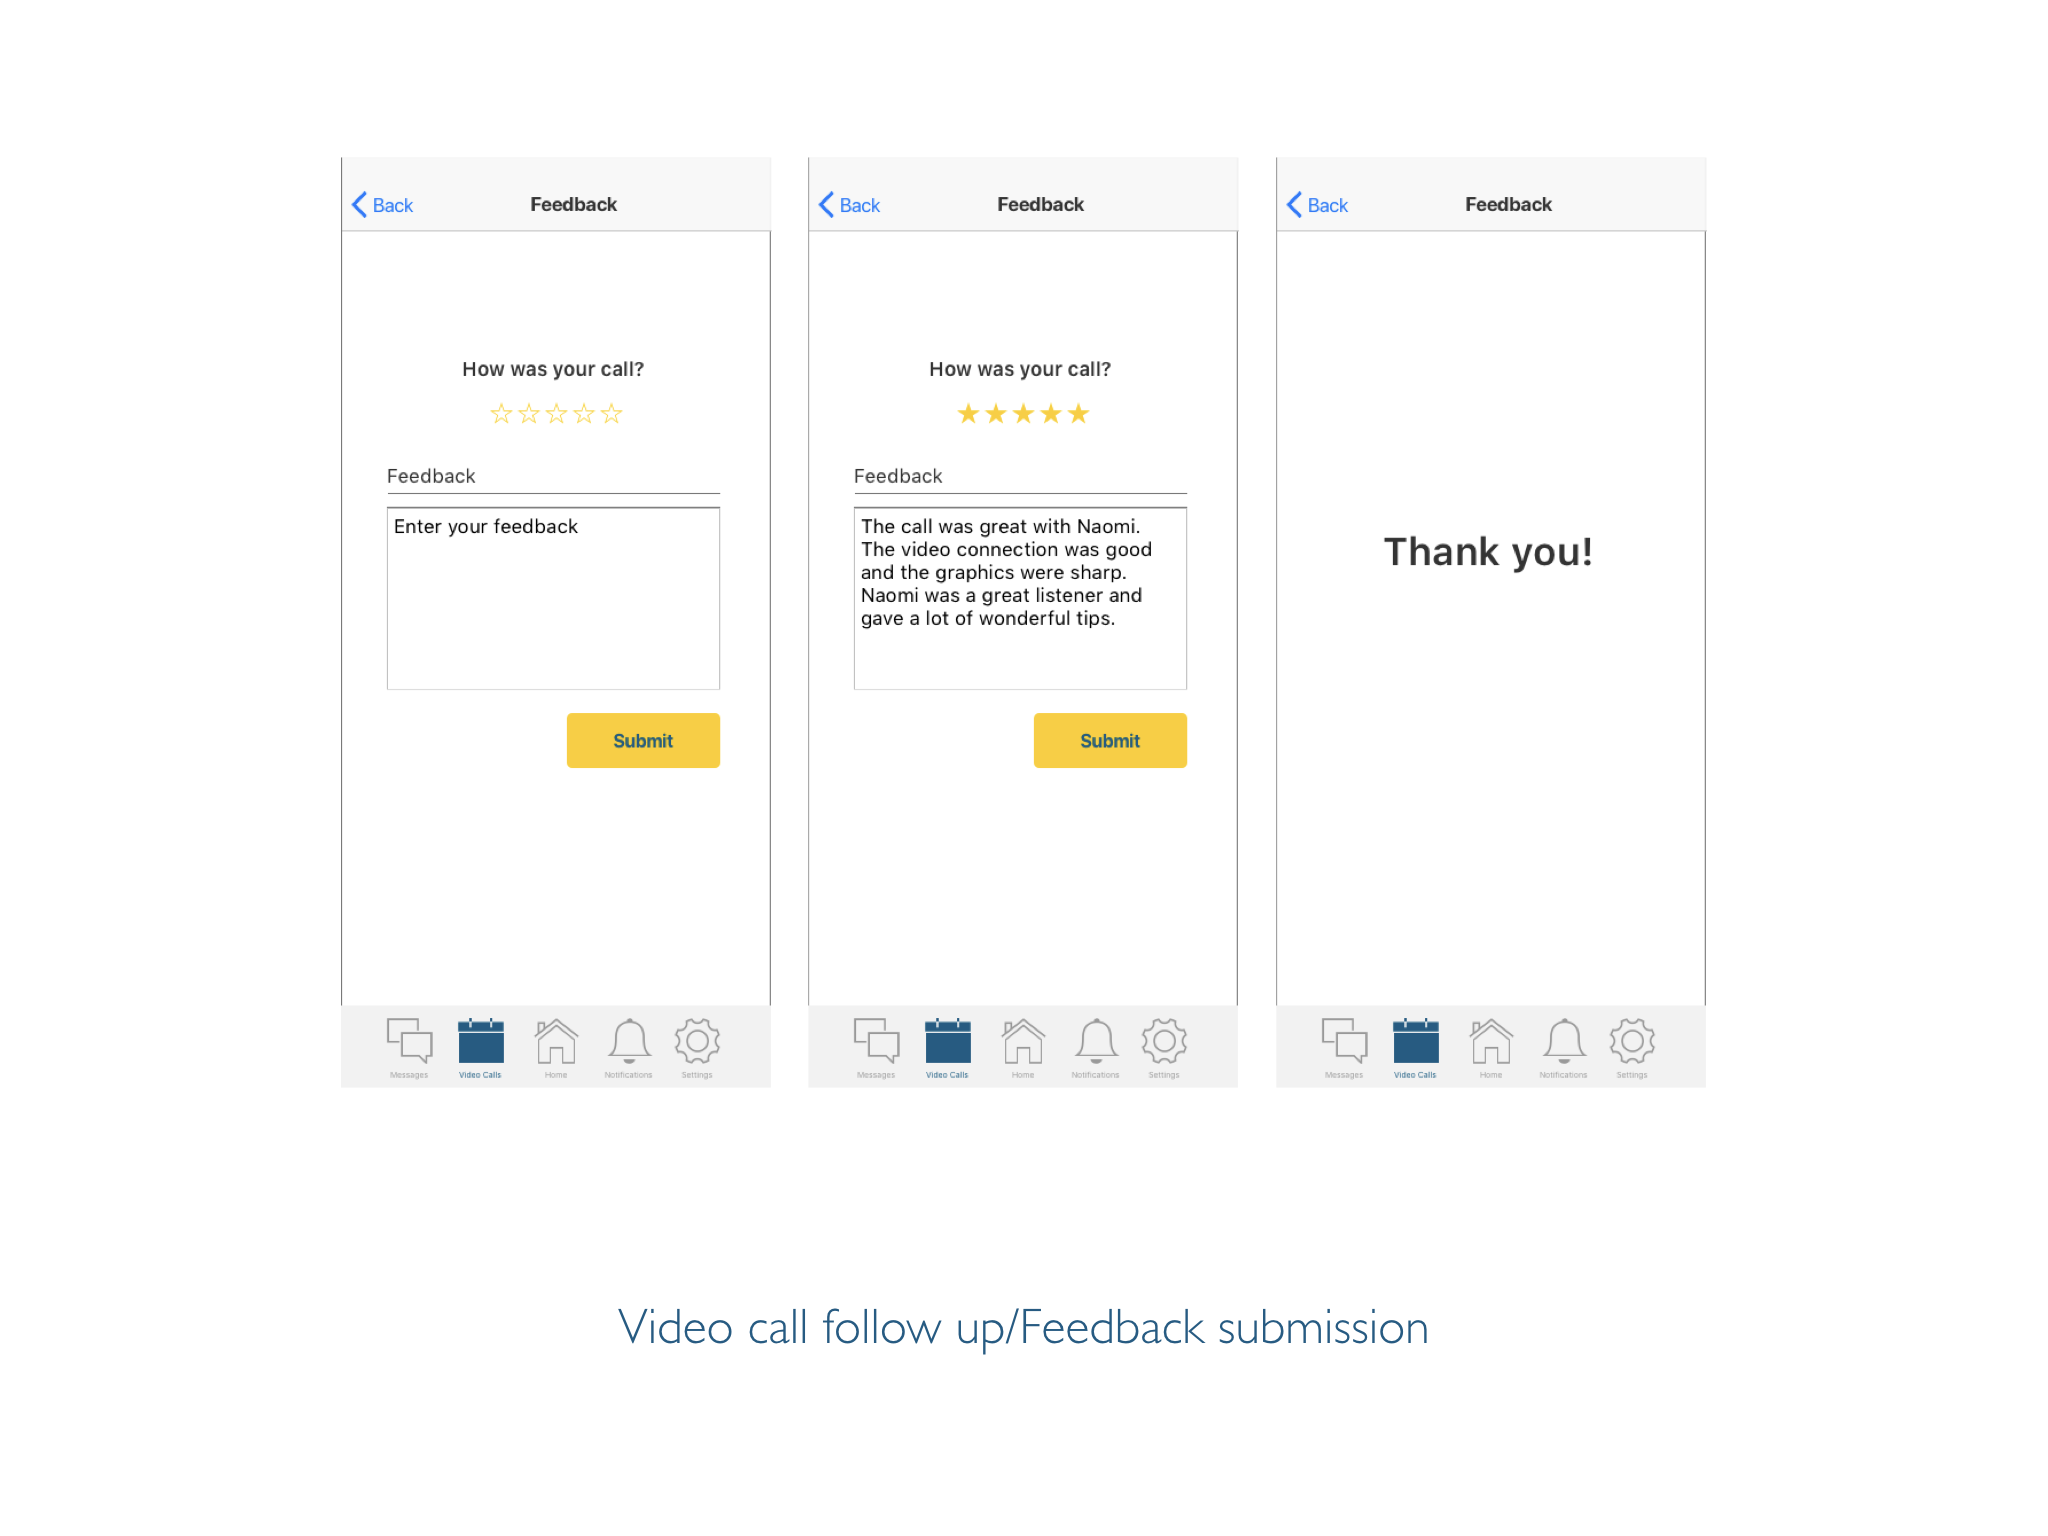 Back
Feedback
How was your call?
☆☆☆☆☆
Feedback
Enter your feedback
Submit
Messages
Video Calls
Home
Notifications
Settings
Back
Feedback
How was your call?
★★★★★
Feedback
The call was great with Naomi.
The video connection was good
and the graphics were sharp.
Naomi was a great listener and
gave a lot of wonderful tips.
Submit
Messages
Video Calls
Home
Notifications
Settings
Back
Feedback
Thank you!
Messages
Video Calls
Home
Notifications
Settings
Video call follow up/Feedback submission